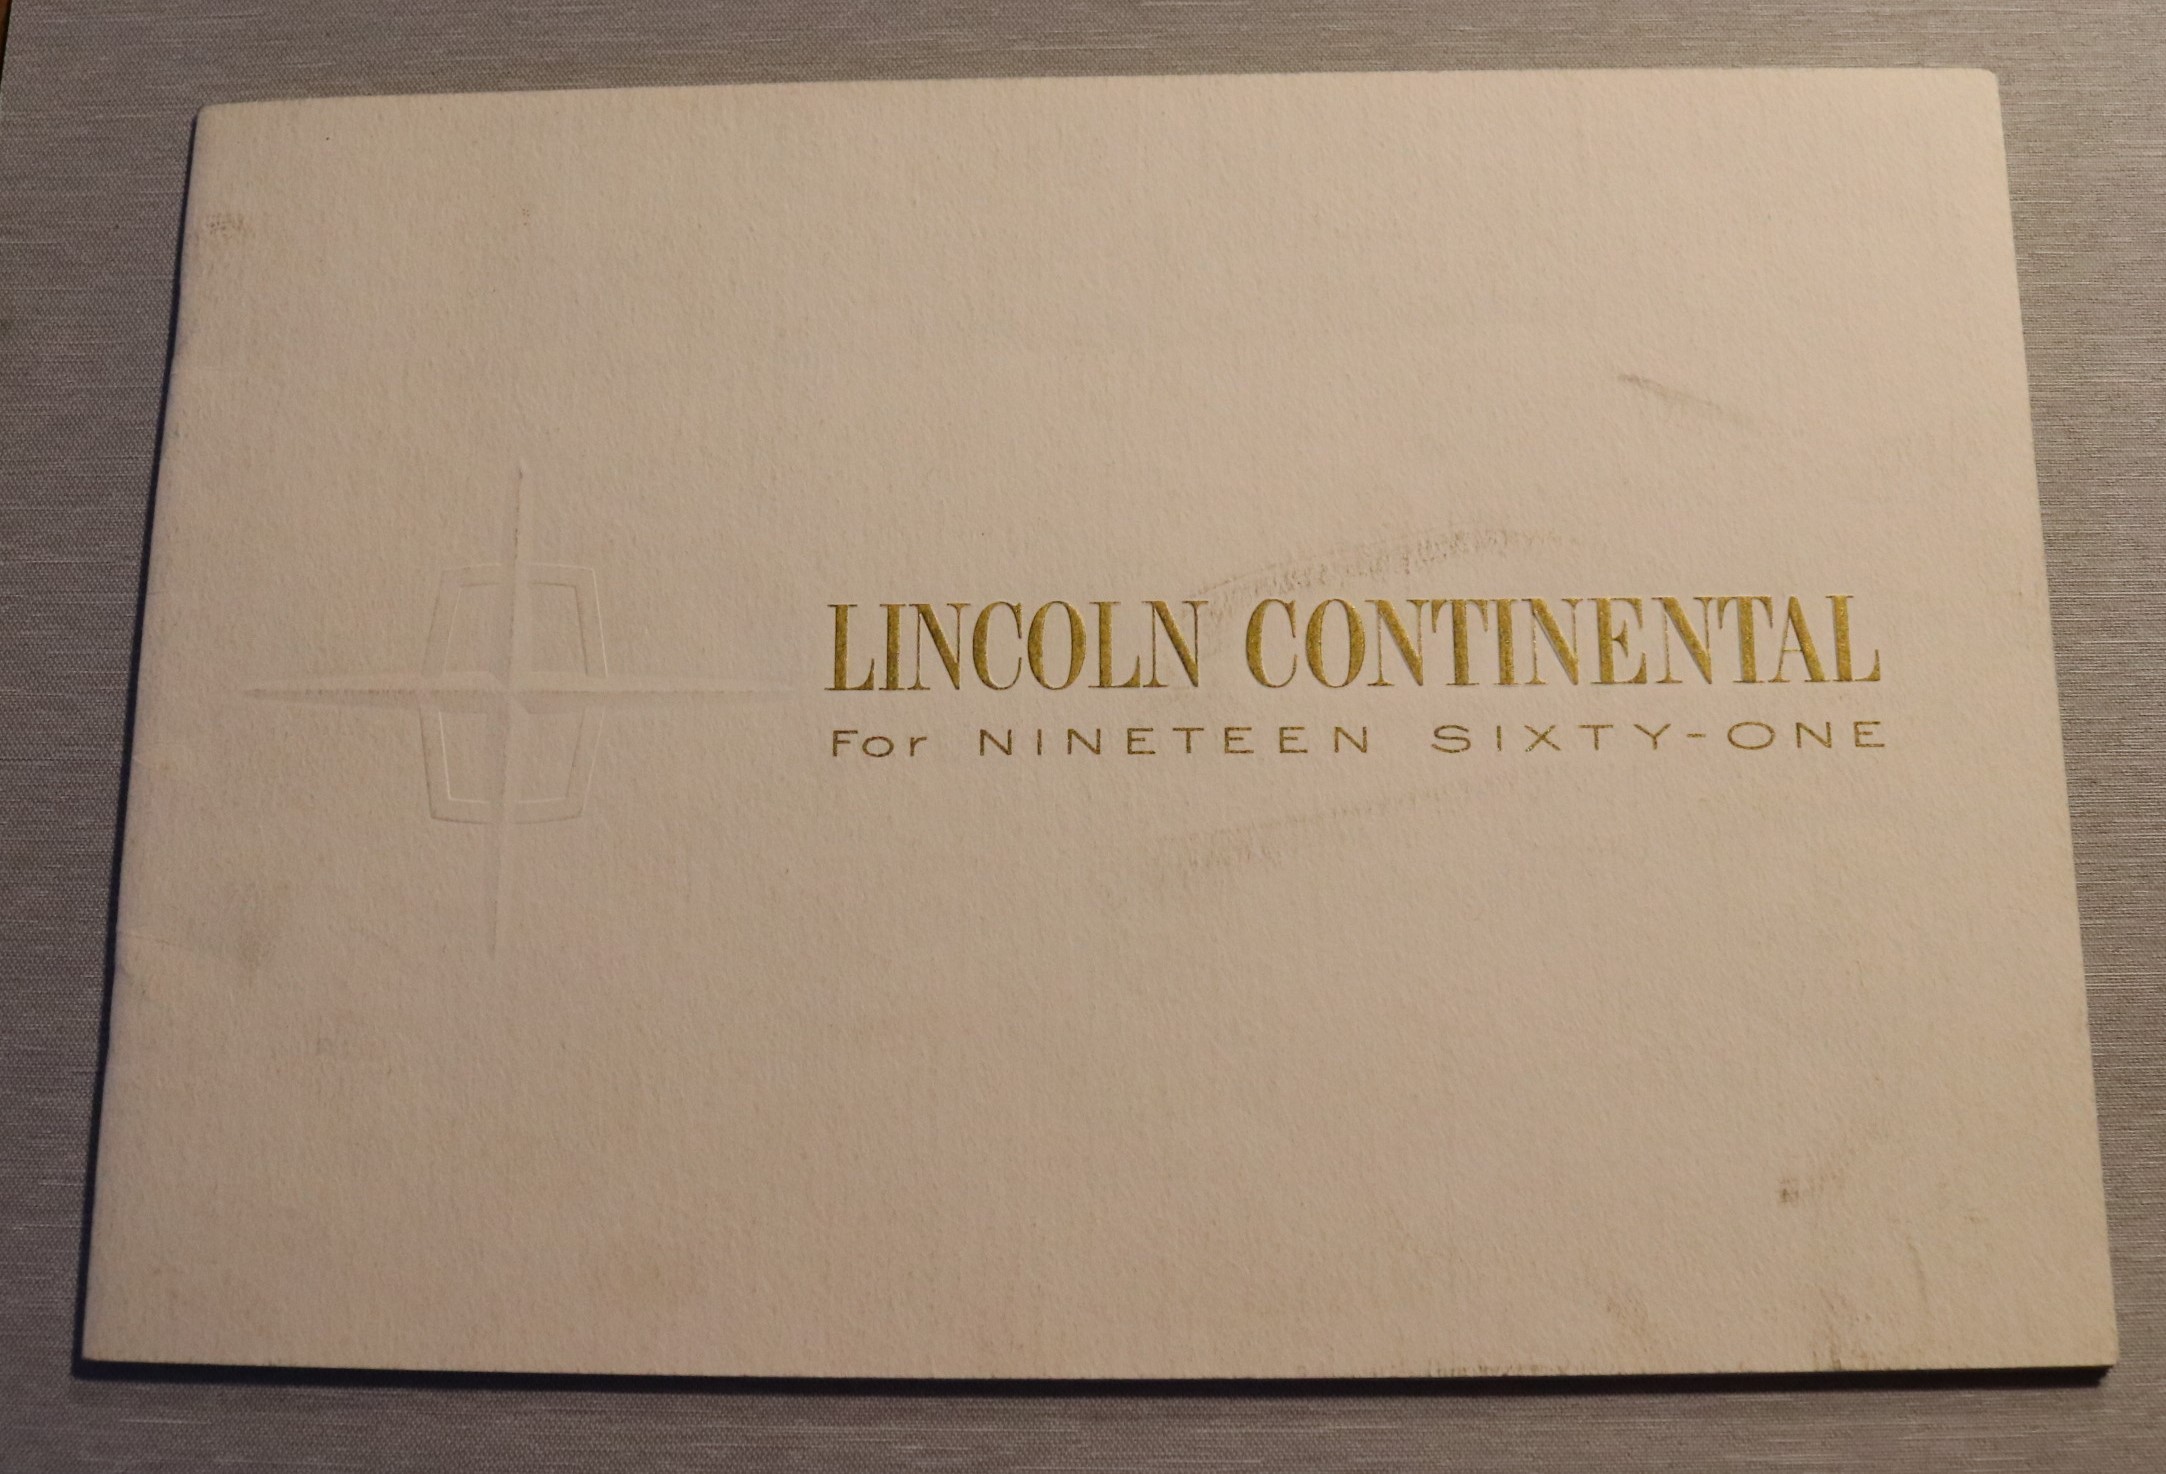 LINCOLN CONTINENTAL
For NINETEEN SIXTY-ONE